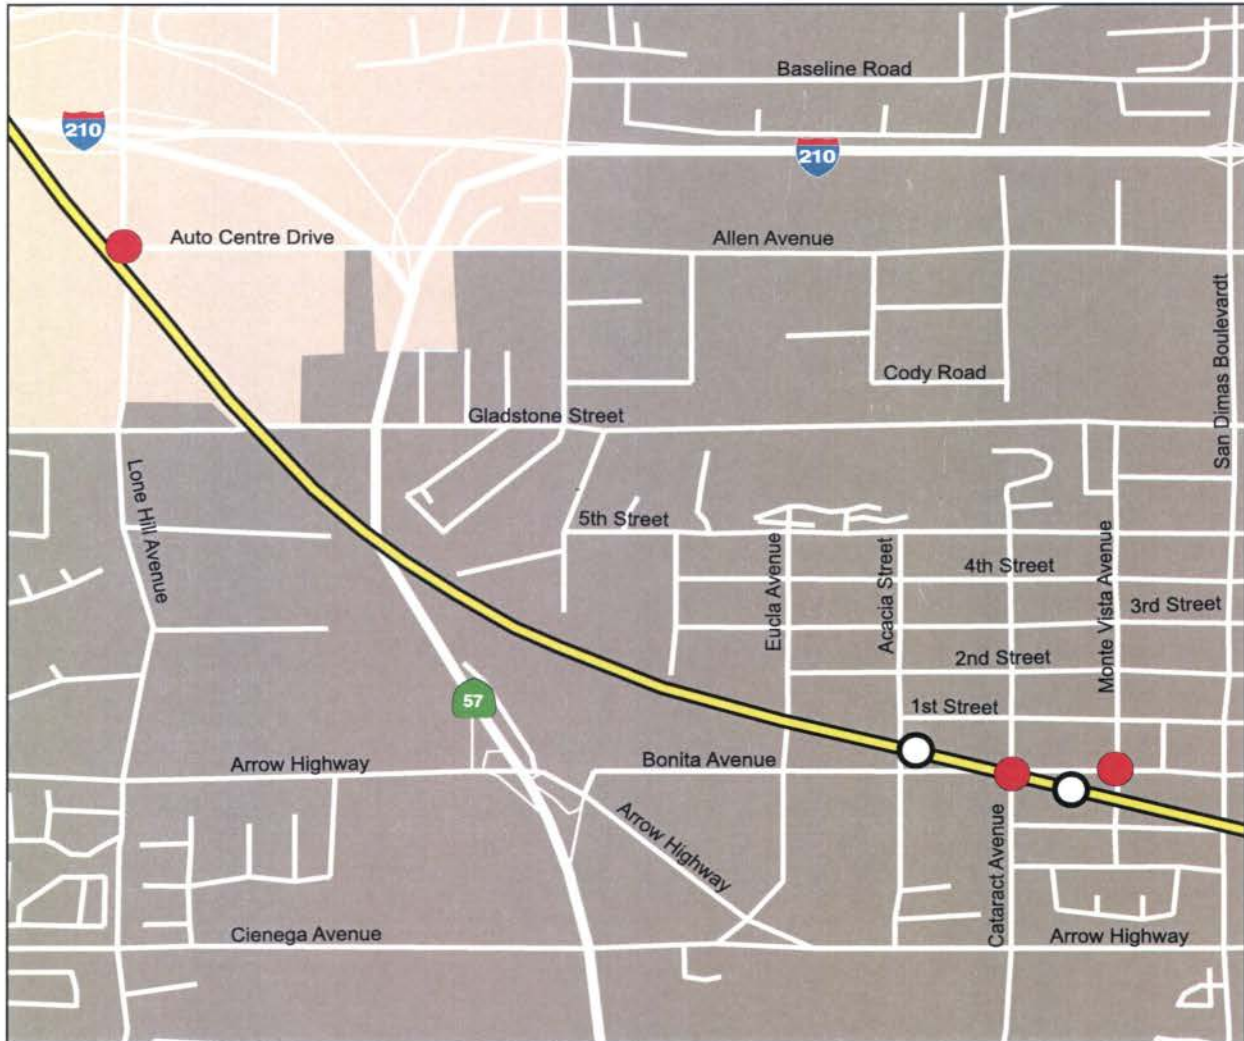 Baseline Road
210
210
Auto Centre Drive
Allen Avenue
San Dimas Boulevardt
Cody Road
Gladstone Street
Lone Hill Avenue
5th Street
Eucla Avenue
Acacia Street
4th Street
Monte Vista Avenue
3rd Street
2nd Street
57
1st Street
Arrow Highway
Bonita Avenue
Arrow Highway
Cataract Avenue
Cienega Avenue
Arrow Highway